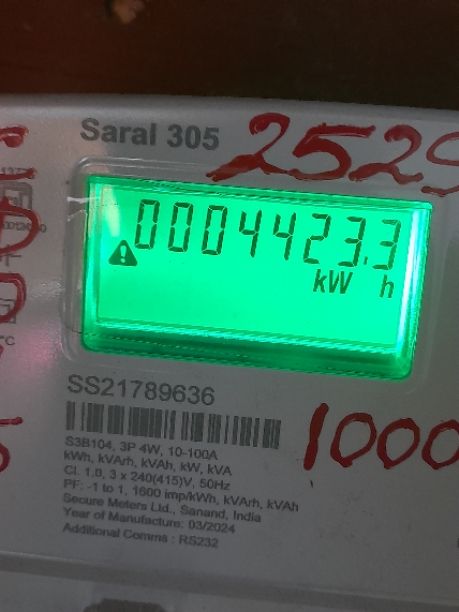 Saral 305
2529
0004423.3
kW h
SS21789636
S3B104, 3P 4W, 10-100A
kWh, kVArh, kVAh, kW, kVA
Cl. 1.0, 3 x 240(415)V, 50Hz
PF: -1 to 1, 1600 imp/kWh, kVArh, kVAh
Secure Meters Ltd., Sanand, India
Year of Manufacture: 03/2024
Additional Comms : RS232
1000